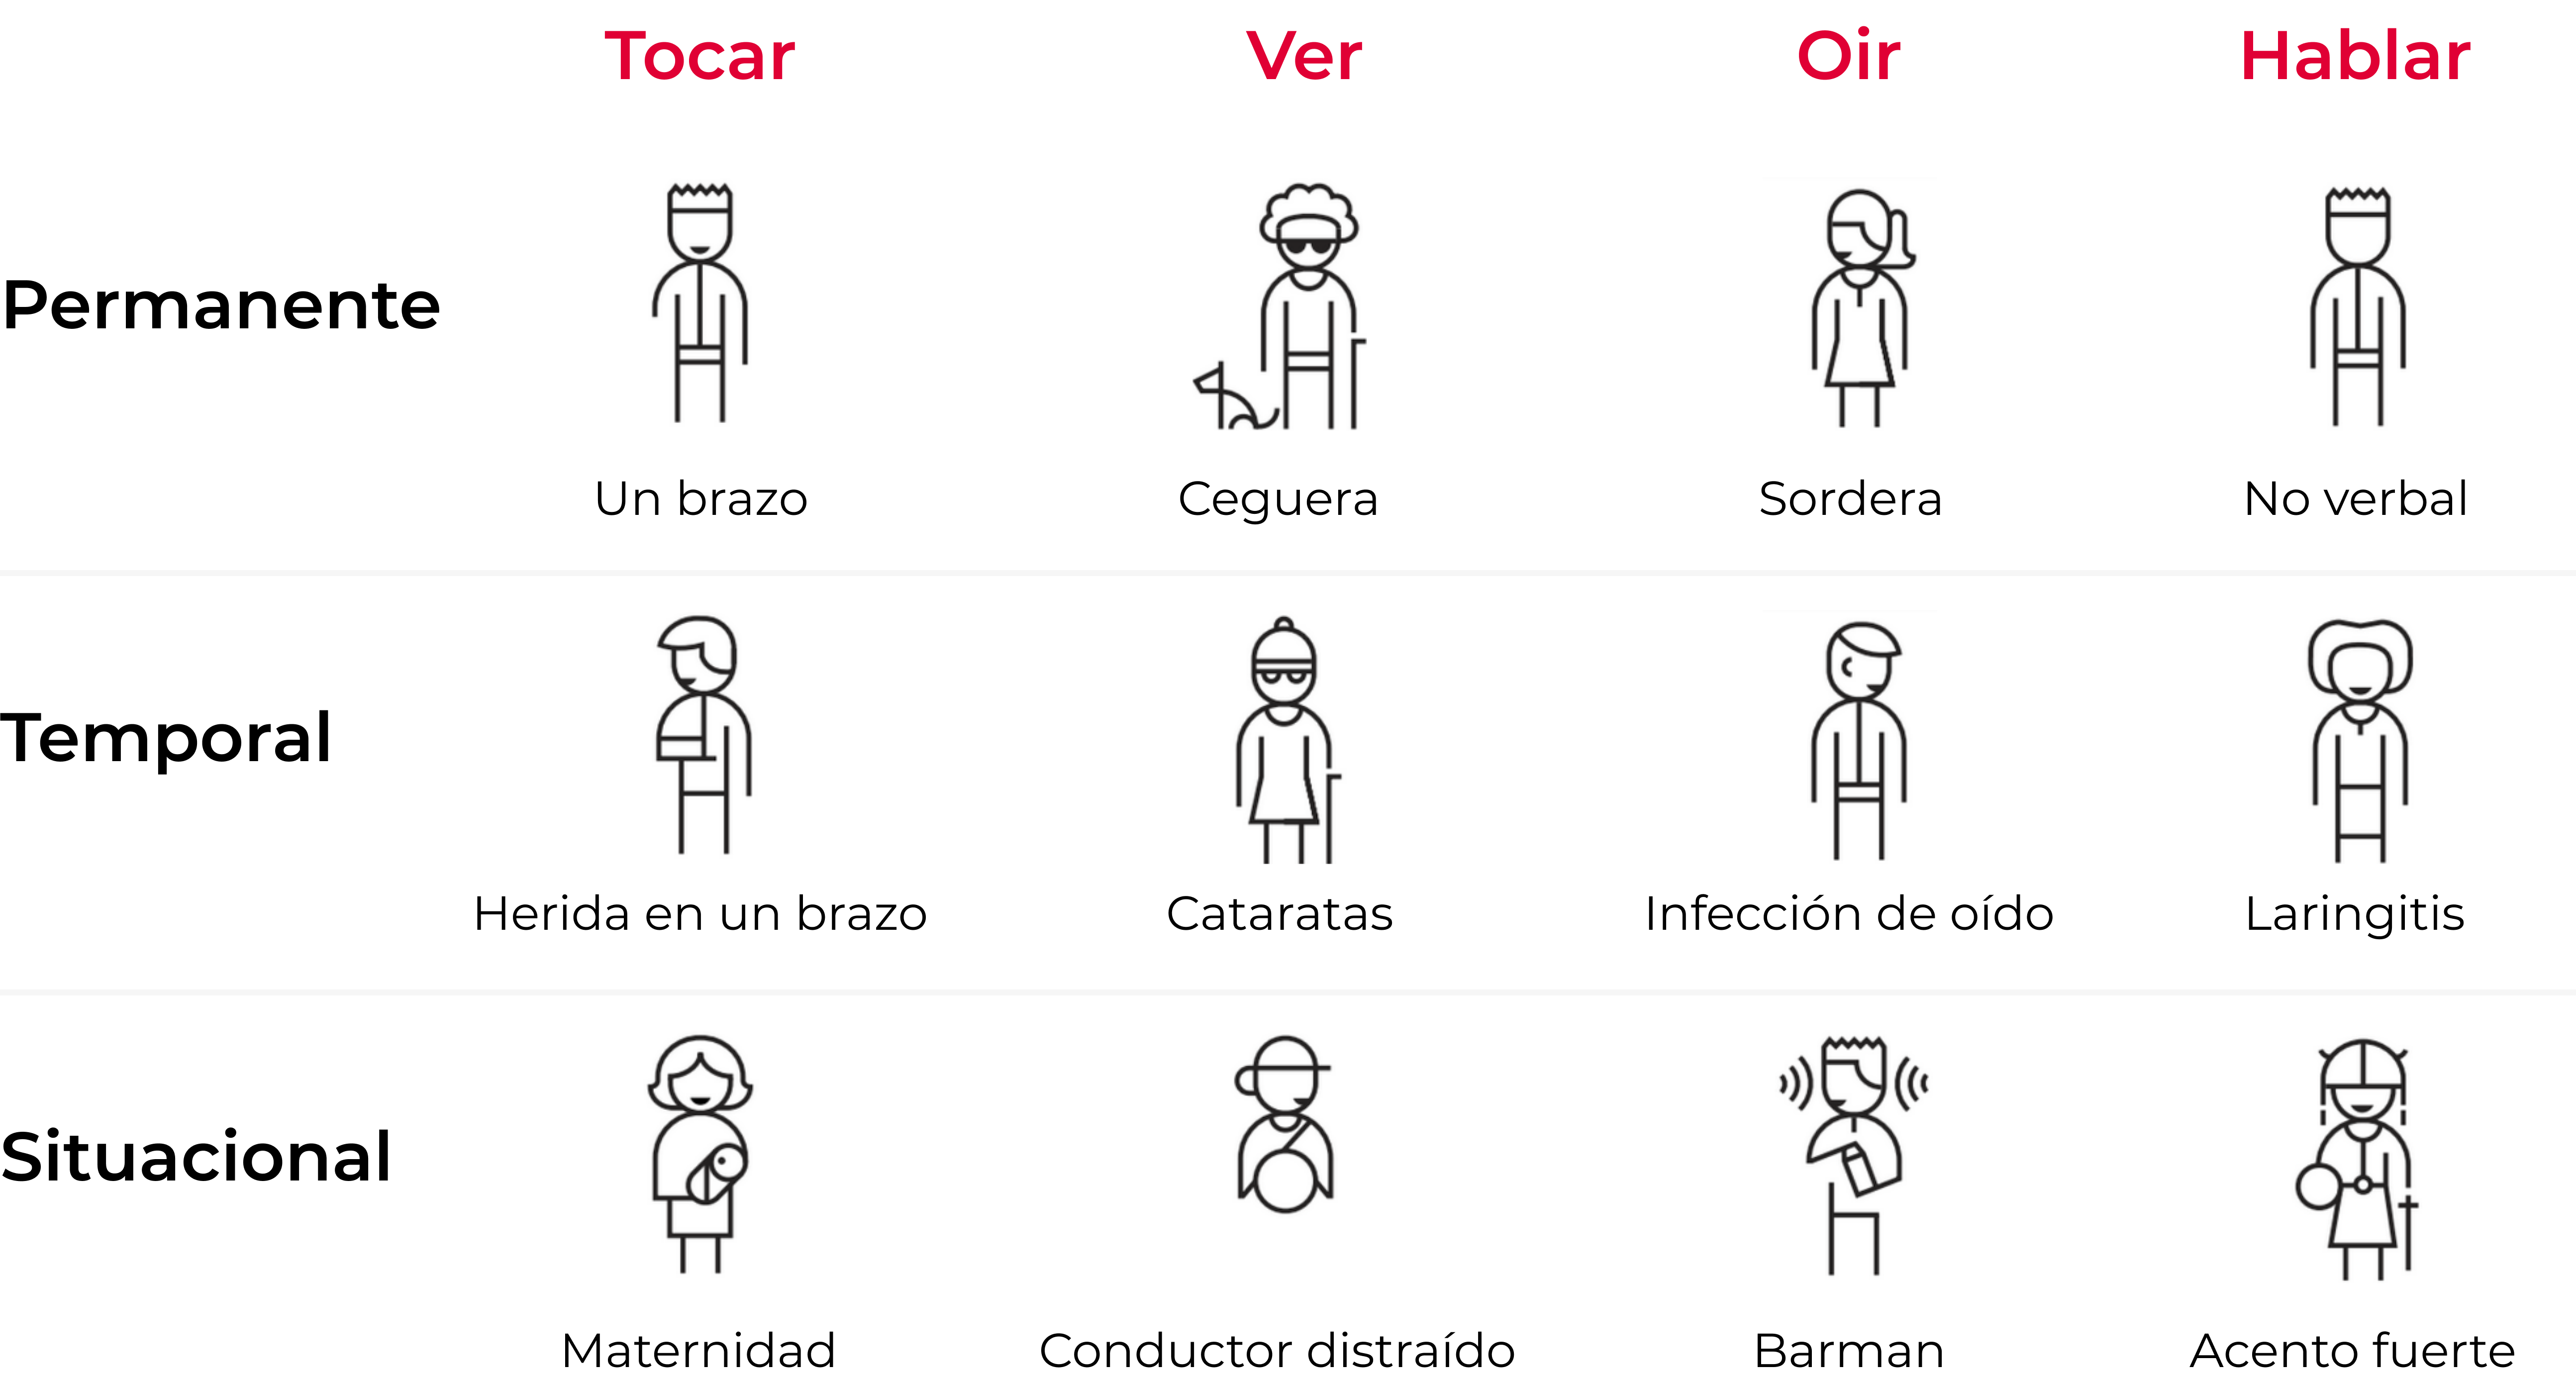 Tocar Ver Oir Hablar
Permanente
Un brazo Ceguera Sordera No verbal
Temporal
Herida en un brazo Cataratas Infección de oído Laringitis
Situacional
Maternidad Conductor distraído Barman Acento fuerte